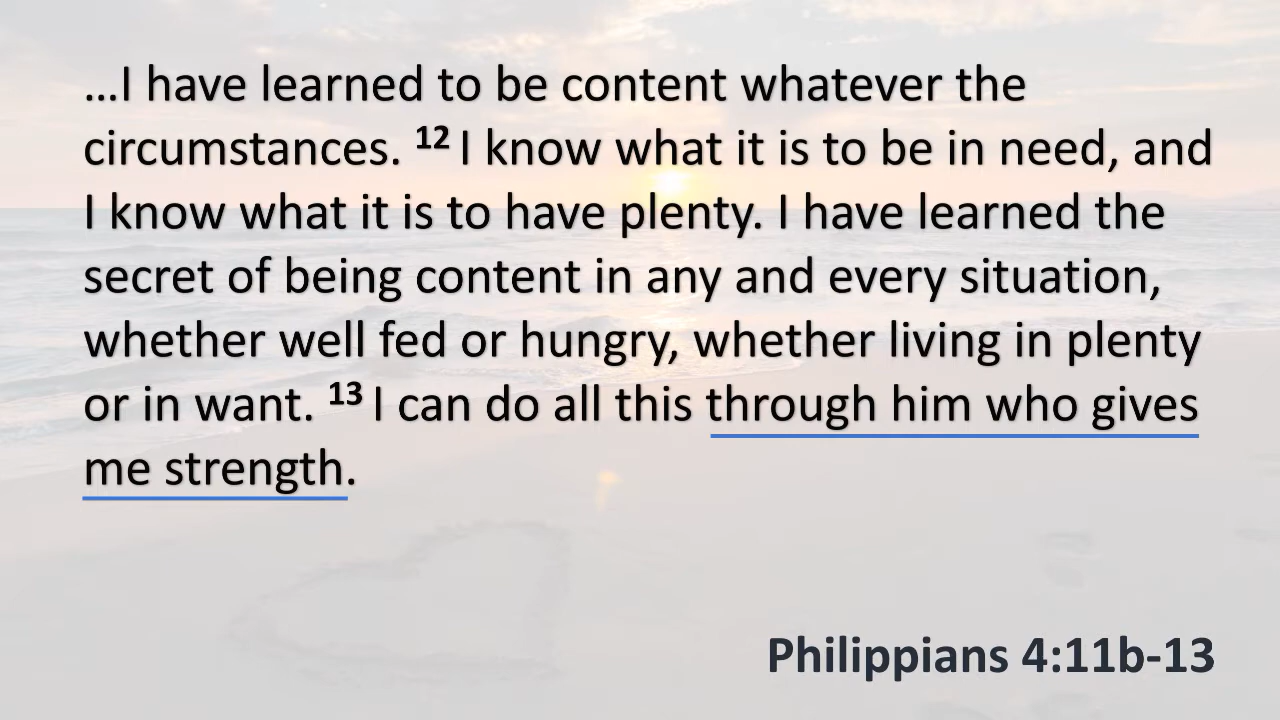 …I have learned to be content whatever the
circumstances. 12 I know what it is to be in need, and
I know what it is to have plenty. I have learned the
secret of being content in any and every situation,
whether well fed or hungry, whether living in plenty
or in want. 13 I can do all this through him who gives
me strength.
Philippians 4:11b-13